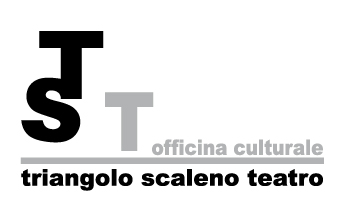 T
S T
officina culturale
triangolo scaleno teatro